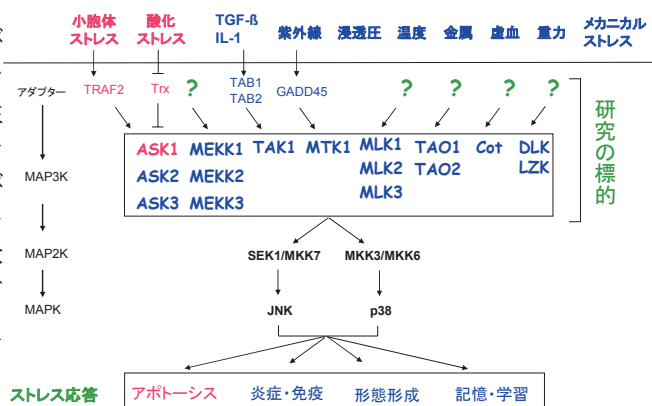 小胞体
ストレス
酸化
ストレス
TGF-ß
IL-1
紫外線
浸透圧
温度
金属
虚血
重力
メカニカル
ストレス
アダプター
TRAF2
Trx
?
TAB1
TAB2
GADD45
?
?
?
?
研究の標的
MAP3K
ASK1 MEKK1 TAK1 MTK1 MLK1 TAO1 Cot DLK
ASK2 MEKK2 MLK2 TAO2 LZK
ASK3 MEKK3 MLK3
MAP2K
SEK1/MKK7 MKK3/MKK6
MAPK
JNK p38
ストレス応答
アポトーシス 炎症・免疫 形態形成 記憶・学習